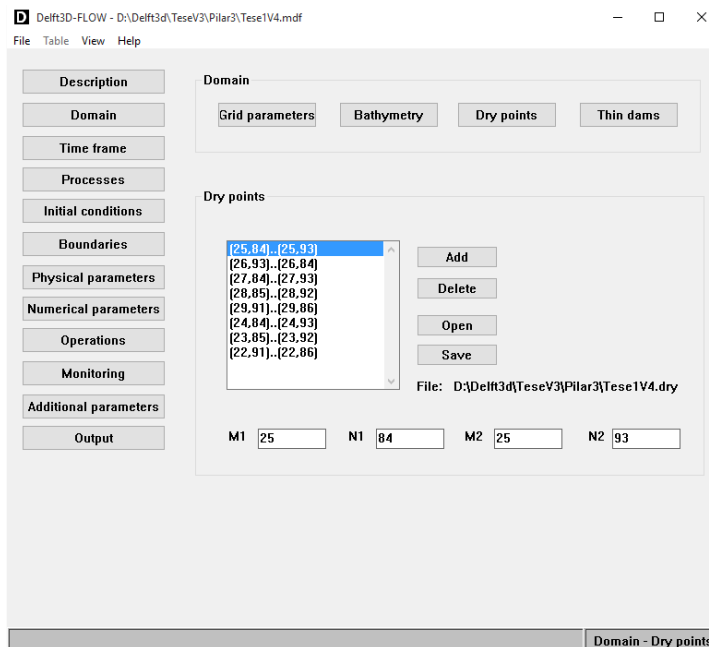 D Delft3D-FLOW - D:\Delft3d\TeseV3\Pilar3\Tese1V4.mdf
File Table View Help
Description
Domain
Time frame
Processes
Initial conditions
Boundaries
Physical parameters
Numerical parameters
Operations
Monitoring
Additional parameters
Output
Domain
Grid parameters Bathymetry Dry points Thin dams
Dry points
(25,84)..(25,93)
(26,93)..(26,84)
(27,84)..(27,93)
(28,85)..(28,92)
(29,91)..(29,86)
(24,84)..(24,93)
(23,85)..(23,92)
(22,91)..(22,86)
Add
Delete
Open
Save
File: D:\Delft3d\TeseV3\Pilar3\Tese1V4.dry
M1 25 N1 84 M2 25 N2 93
Domain - Dry points